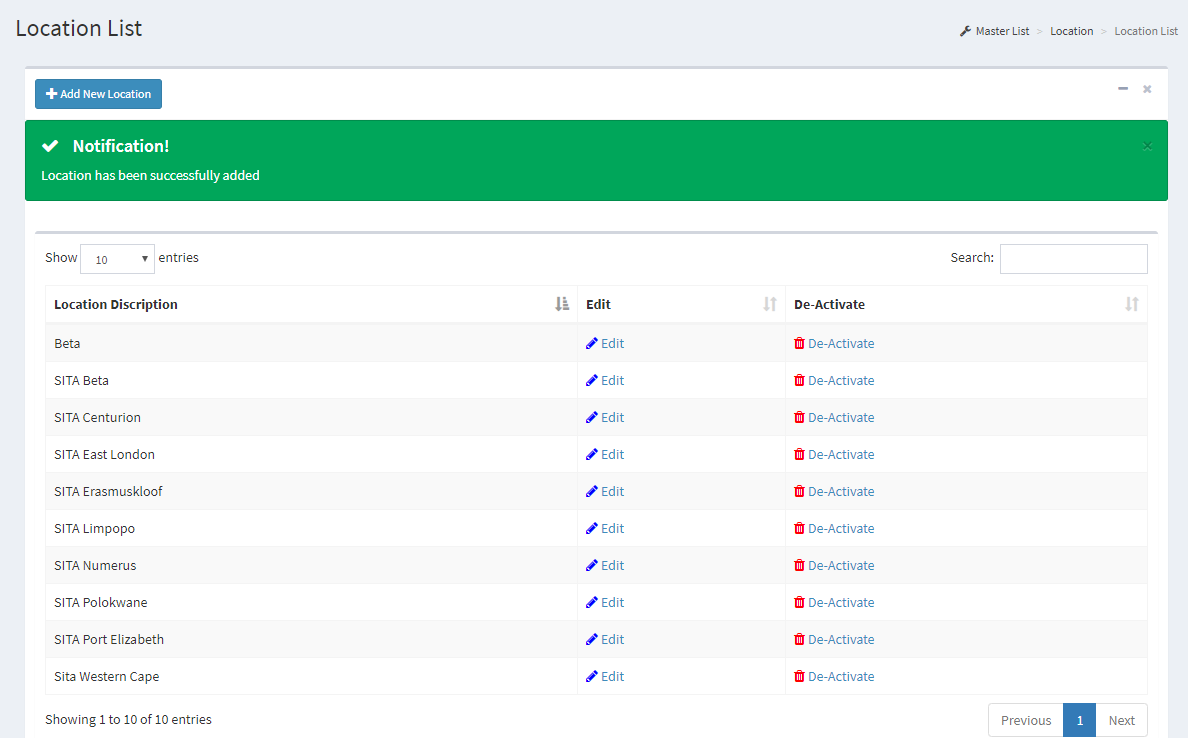 Location List
Master List > Location > Location List
Add New Location
Notification!
Location has been successfully added
Show 10 entries Search:
Location Discription Edit De-Activate
Beta Edit De-Activate
SITA Beta Edit De-Activate
SITA Centurion Edit De-Activate
SITA East London Edit De-Activate
SITA Erasmuskloof Edit De-Activate
SITA Limpopo Edit De-Activate
SITA Numerus Edit De-Activate
SITA Polokwane Edit De-Activate
SITA Port Elizabeth Edit De-Activate
Sita Western Cape Edit De-Activate
Showing 1 to 10 of 10 entries Previous 1 Next